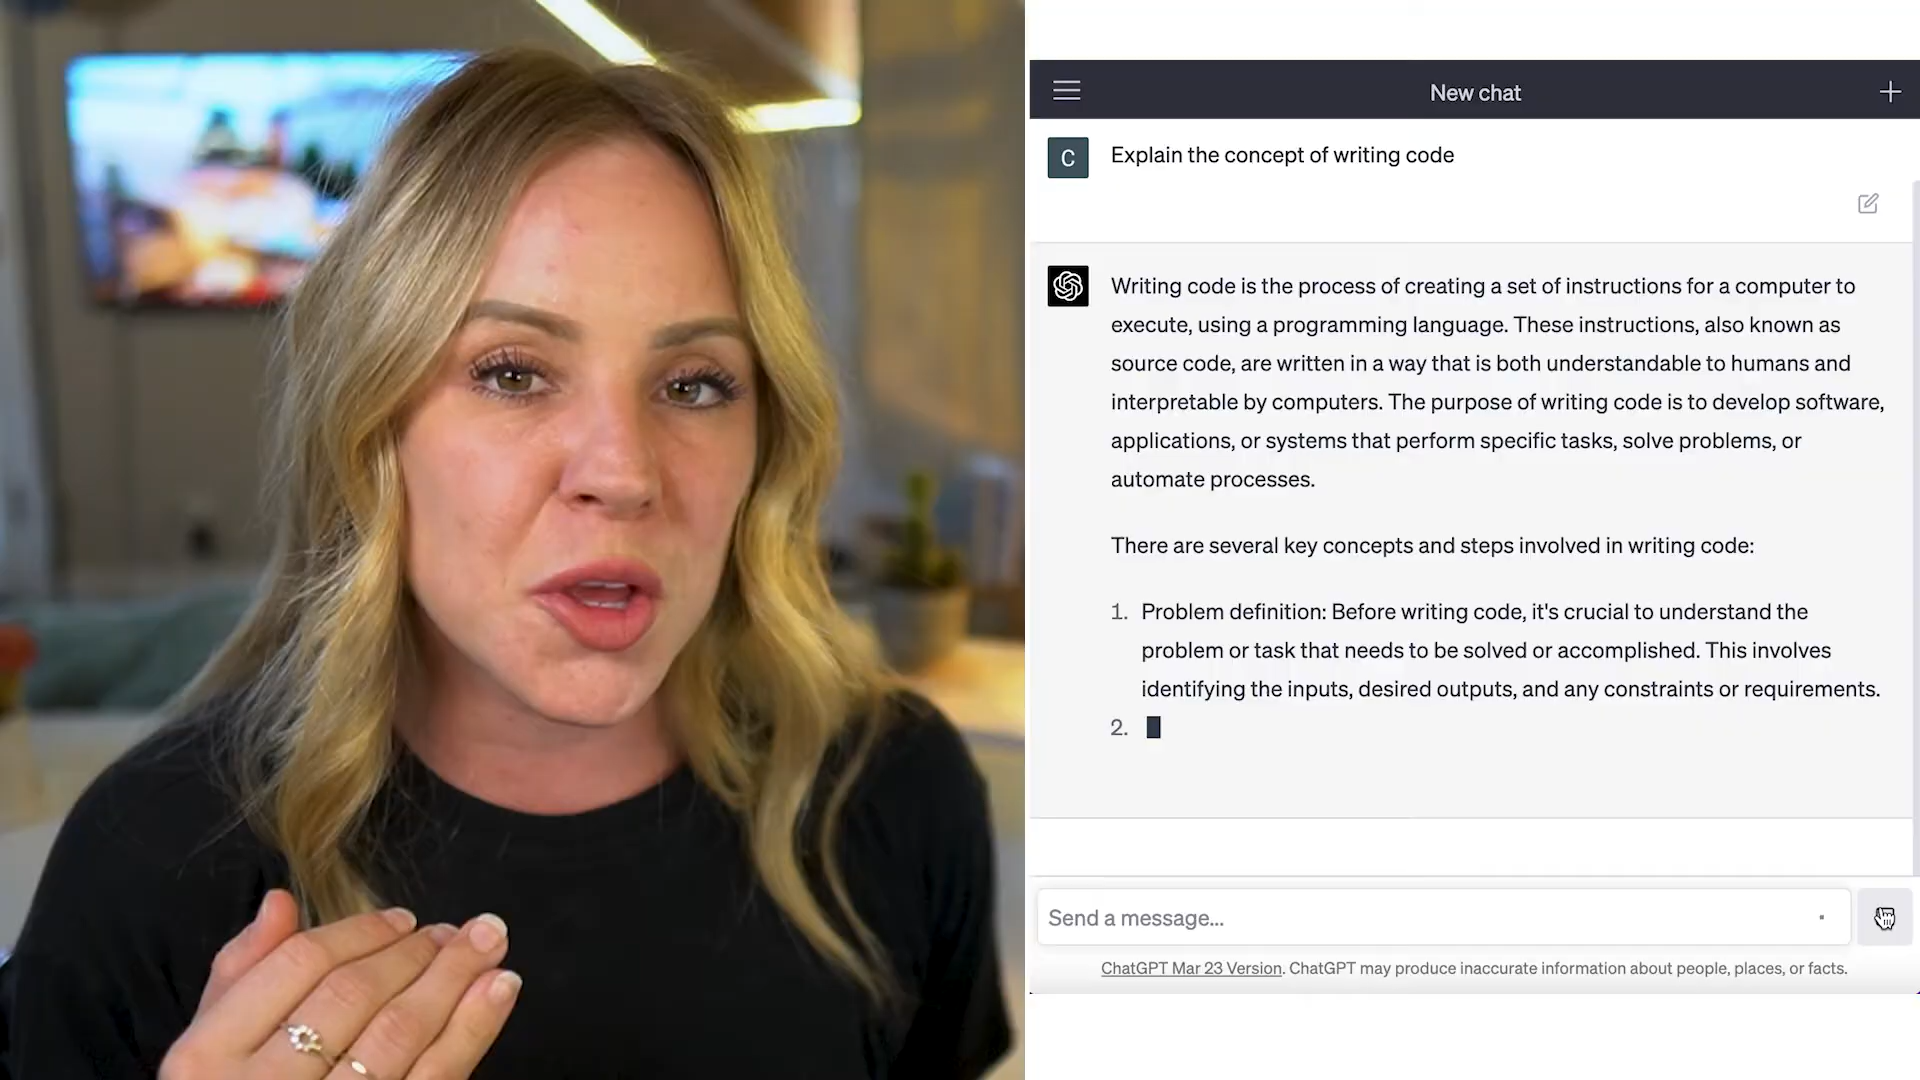 New chat
C
Explain the concept of writing code
Writing code is the process of creating a set of instructions for a computer to
execute, using a programming language. These instructions, also known as
source code, are written in a way that is both understandable to humans and
interpretable by computers. The purpose of writing code is to develop software,
applications, or systems that perform specific tasks, solve problems, or
automate processes.
There are several key concepts and steps involved in writing code:
1. Problem definition: Before writing code, it's crucial to understand the
problem or task that needs to be solved or accomplished. This involves
identifying the inputs, desired outputs, and any constraints or requirements.
2.
Send a message...
ChatGPT Mar 23 Version. ChatGPT may produce inaccurate information about people, places, or facts.